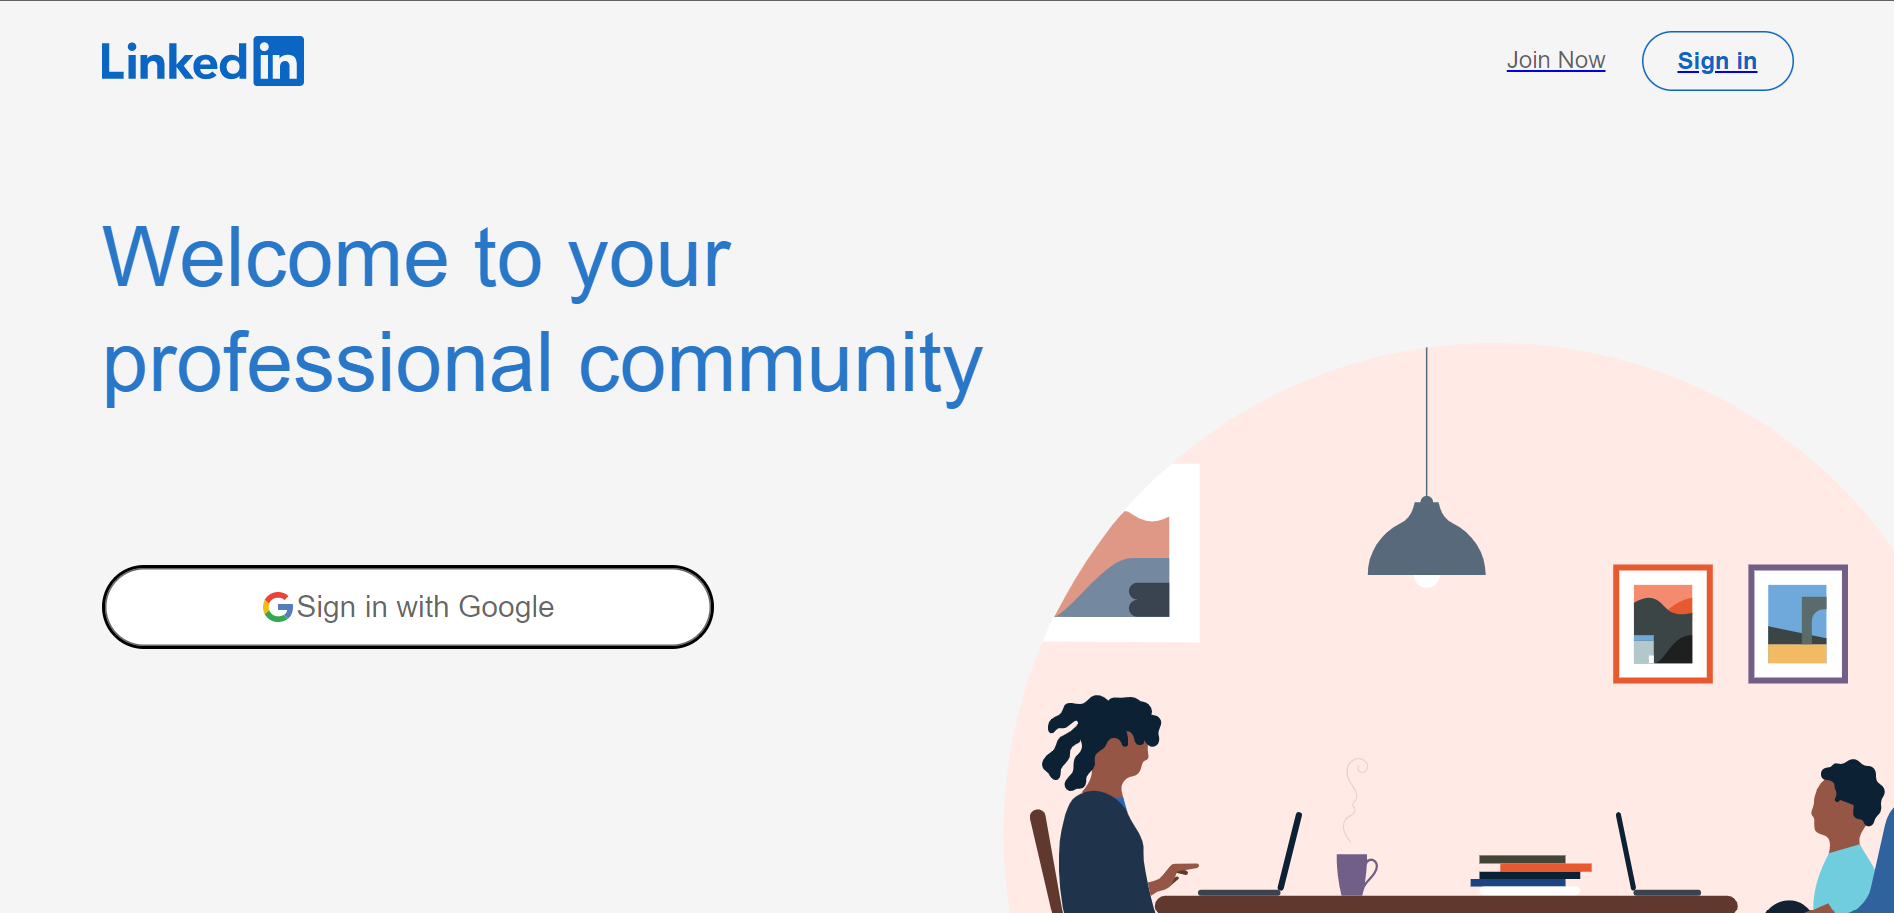 Linkedin
Join Now
Sign in
Welcome to your
professional community
Sign in with Google